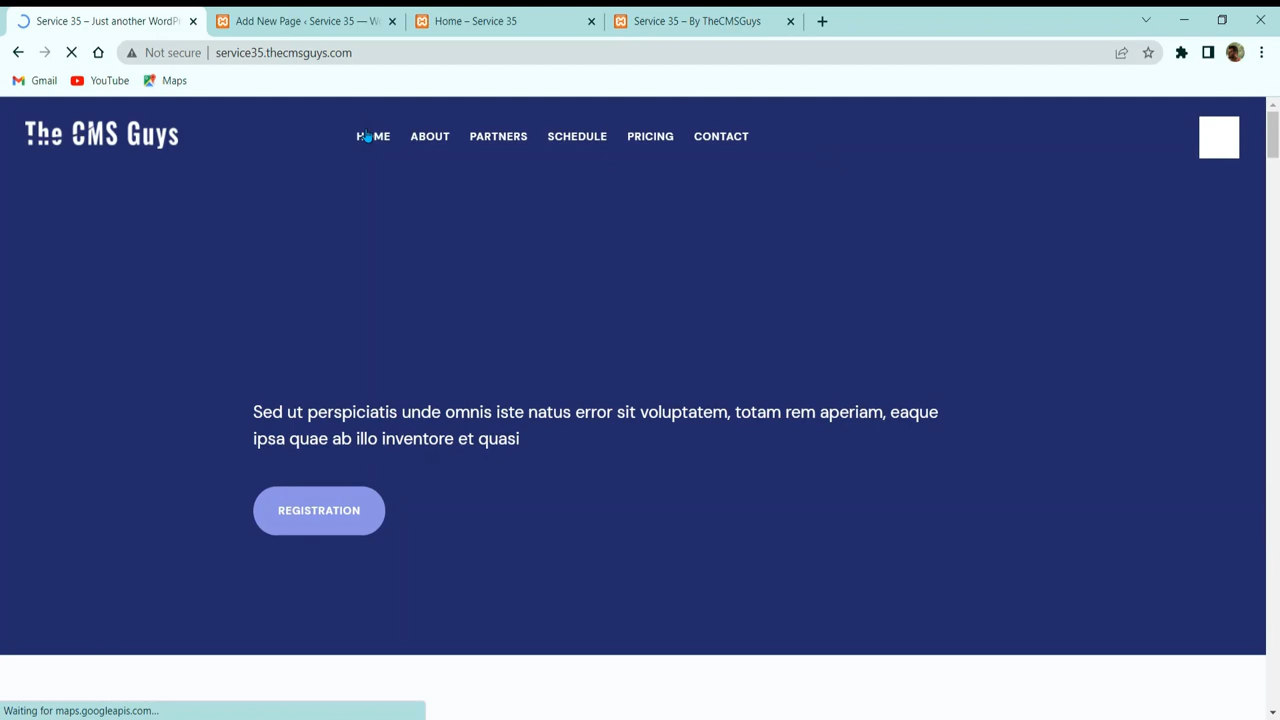 Service 35 – Just another WordPr
Add New Page ‹ Service 35 — W
Home – Service 35
Service 35 – By TheCMSGuys
Not secure
service35.thecmsguys.com
Gmail
YouTube
Maps
The CMS Guys
HOME
ABOUT
PARTNERS
SCHEDULE
PRICING
CONTACT
Sed ut perspiciatis unde omnis iste natus error sit voluptatem, totam rem aperiam, eaque
ipsa quae ab illo inventore et quasi
REGISTRATION
Waiting for maps.googleapis.com...